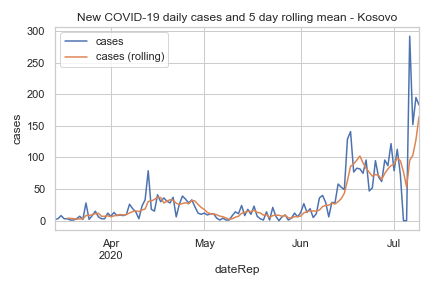 New COVID-19 daily cases and 5 day rolling mean - Kosovo
cases
cases (rolling)
300
250
200
150
100
50
0
cases
Apr
2020
May
Jun
Jul
dateRep